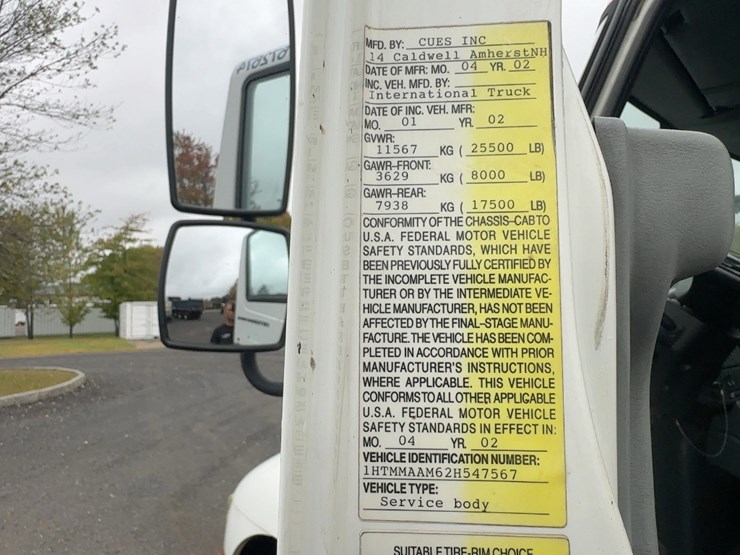 MFD. BY: CUES INC
14 Caldwell AmherstNH
DATE OF MFR: MO. 04 YR. 02
INC. VEH. MFD. BY:
International Truck
DATE OF INC. VEH. MFR:
MO. 01 YR. 02
GVWR:
11567 KG ( 25500 LB)
GAWR-FRONT:
3629 KG ( 8000 LB)
GAWR-REAR:
7938 KG ( 17500 LB)
CONFORMITY OF THE CHASSIS-CAB TO
U.S.A. FEDERAL MOTOR VEHICLE
SAFETY STANDARDS, WHICH HAVE
BEEN PREVIOUSLY FULLY CERTIFIED BY
THE INCOMPLETE VEHICLE MANUFAC-
TURER OR BY THE INTERMEDIATE VE-
HICLE MANUFACTURER, HAS NOT BEEN
AFFECTED BY THE FINAL-STAGE MANU-
FACTURE. THE VEHICLE HAS BEEN COM-
PLETED IN ACCORDANCE WITH PRIOR
MANUFACTURER'S INSTRUCTIONS,
WHERE APPLICABLE. THIS VEHICLE
CONFORMS TO ALL OTHER APPLICABLE
U.S.A. FEDERAL MOTOR VEHICLE
SAFETY STANDARDS IN EFFECT IN:
MO. 04 YR. 02
VEHICLE IDENTIFICATION NUMBER:
1HTMMAAM62H547567
VEHICLE TYPE:
Service body
SUITABLE TIRE-RIM CHOICE